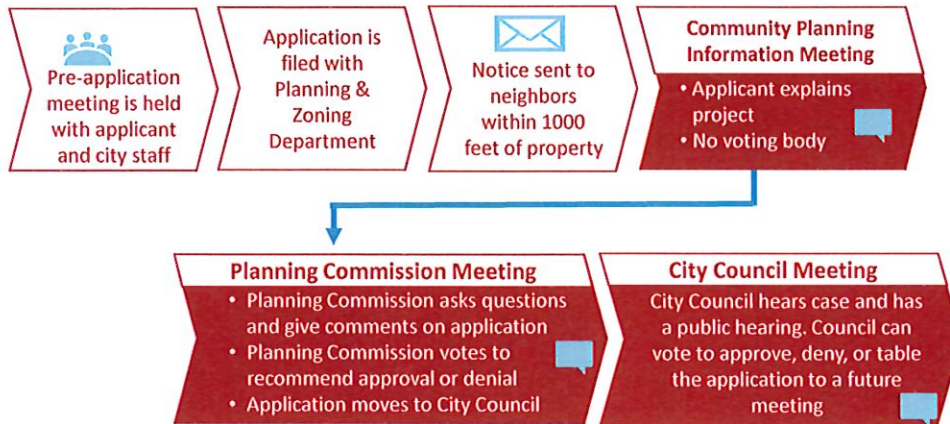 Pre-application
meeting is held
with applicant
and city staff
Application is
filed with
Planning &
Zoning
Department
Notice sent to
neighbors
within 1000
feet of property
Community Planning
Information Meeting
• Applicant explains
project
• No voting body
Planning Commission Meeting
• Planning Commission asks questions
and give comments on application
• Planning Commission votes to
recommend approval or denial
• Application moves to City Council
City Council Meeting
City Council hears case and has
a public hearing. Council can
vote to approve, deny, or table
the application to a future
meeting